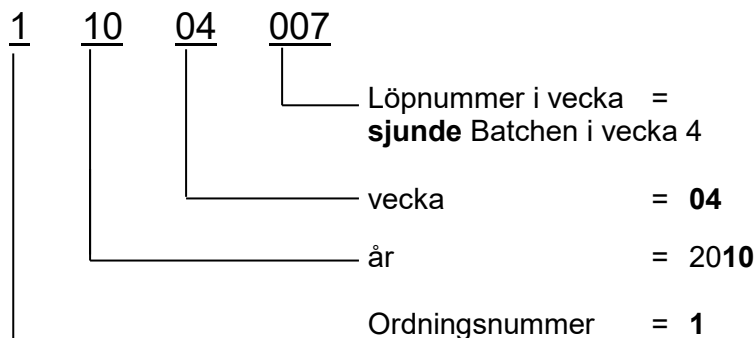 1 10 04 007
Löpnummer i vecka =
sjunde Batchen i vecka 4
vecka = 04
år = 2010
Ordningsnummer = 1